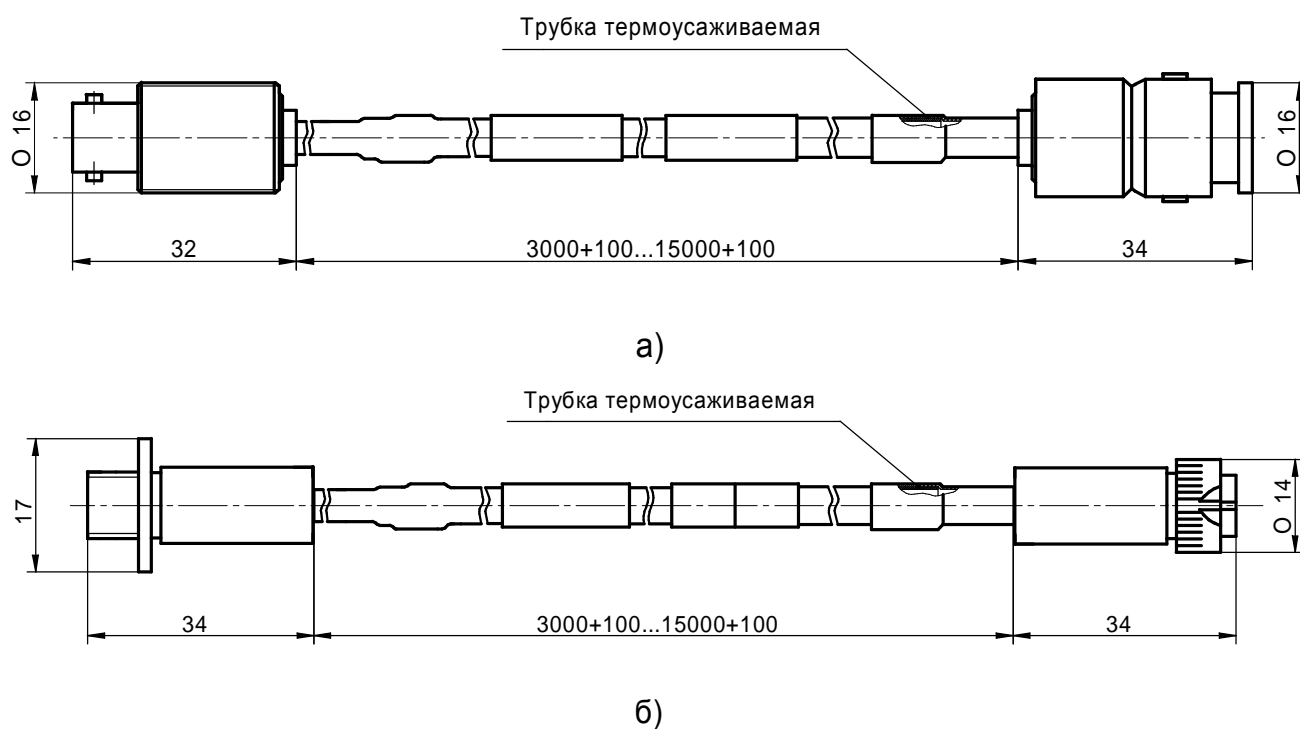 Трубка термоусаживаемая
O 16
O 16
32
3000+100...15000+100
34
а)
Трубка термоусаживаемая
17
O 14
34
3000+100...15000+100
34
б)